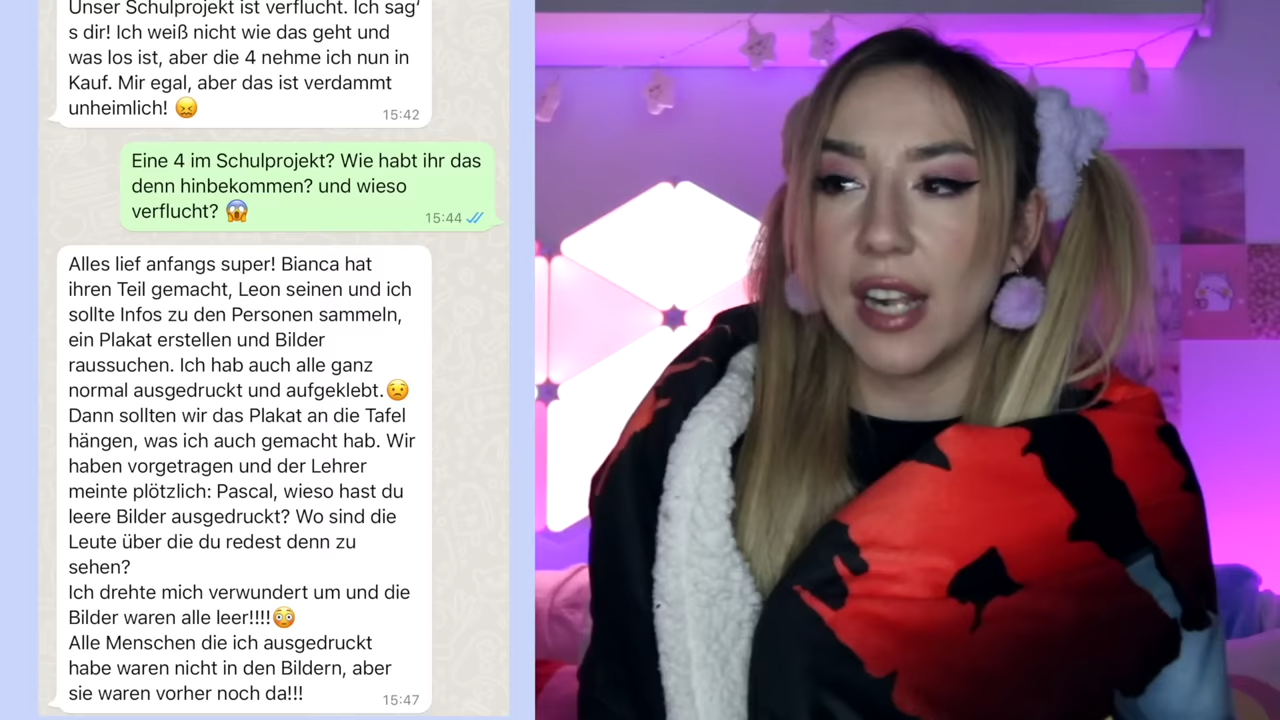 Unser Schulprojekt ist verflucht. Ich sag'
s dir! Ich weiß nicht wie das geht und
was los ist, aber die 4 nehme ich nun in
Kauf. Mir egal, aber das ist verdammt
unheimlich! 😖
15:42
Eine 4 im Schulprojekt? Wie habt ihr das
denn hinbekommen? und wieso
verflucht? 😱
15:44
Alles lief anfangs super! Bianca hat
ihren Teil gemacht, Leon seinen und ich
sollte Infos zu den Personen sammeln,
ein Plakat erstellen und Bilder
raussuchen. Ich hab auch alle ganz
normal ausgedruckt und aufgeklebt.😟
Dann sollten wir das Plakat an die Tafel
hängen, was ich auch gemacht hab. Wir
haben vorgetragen und der Lehrer
meinte plötzlich: Pascal, wieso hast du
leere Bilder ausgedruckt? Wo sind die
Leute über die du redest denn zu
sehen?
Ich drehte mich verwundert um und die
Bilder waren alle leer!!!!😳
Alle Menschen die ich ausgedruckt
habe waren nicht in den Bildern, aber
sie waren vorher noch da!!!
15:47